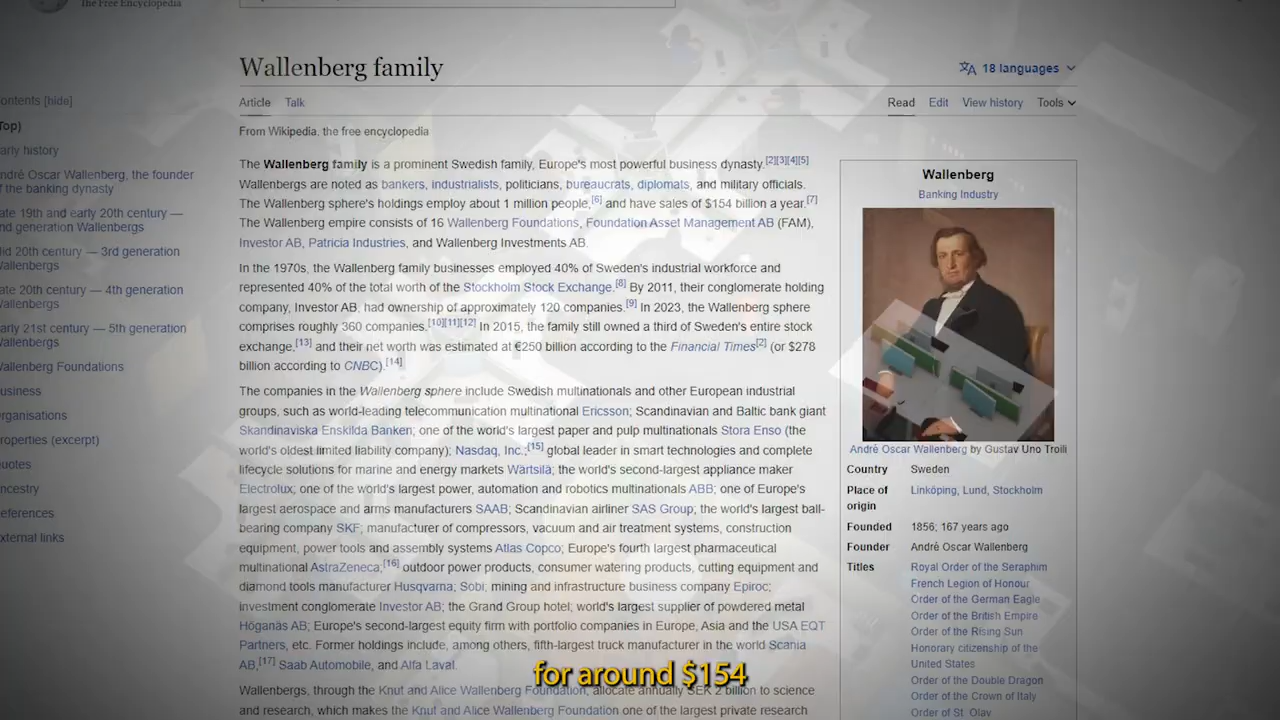 The Free Encyclopedia
Wallenberg family
18 languages
Article Talk
Read Edit View history Tools
From Wikipedia, the free encyclopedia
ontents [hide]
Top)
arly history
ndré Oscar Wallenberg, the founder
f the banking dynasty
ate 19th and early 20th century —
nd generation Wallenbergs
id 20th century — 3rd generation
allenbergs
ate 20th century — 4th generation
allenbergs
arly 21st century — 5th generation
allenbergs
allenberg Foundations
usiness
rganisations
roperties (excerpt)
uotes
ncestry
eferences
xternal links
The Wallenberg family is a prominent Swedish family, Europe's most powerful business dynasty.[2][3][4][5]
Wallenbergs are noted as bankers, industrialists, politicians, bureaucrats, diplomats, and military officials.
The Wallenberg sphere's holdings employ about 1 million people,[6] and have sales of $154 billion a year.[7]
The Wallenberg empire consists of 16 Wallenberg Foundations, Foundation Asset Management AB (FAM),
Investor AB, Patricia Industries, and Wallenberg Investments AB.
In the 1970s, the Wallenberg family businesses employed 40% of Sweden's industrial workforce and
represented 40% of the total worth of the Stockholm Stock Exchange.[8] By 2011, their conglomerate holding
company, Investor AB, had ownership of approximately 120 companies.[9] In 2023, the Wallenberg sphere
comprises roughly 360 companies.[10][11][12] In 2015, the family still owned a third of Sweden's entire stock
exchange,[13] and their net worth was estimated at €250 billion according to the Financial Times[2] (or $278
billion according to CNBC).[14]
The companies in the Wallenberg sphere include Swedish multinationals and other European industrial
groups, such as world-leading telecommunication multinational Ericsson; Scandinavian and Baltic bank giant
Skandinaviska Enskilda Banken; one of the world's largest paper and pulp multinationals Stora Enso (the
world's oldest limited liability company); Nasdaq, Inc.;[15] global leader in smart technologies and complete
lifecycle solutions for marine and energy markets Wärtsilä; the world's second-largest appliance maker
Electrolux; one of the world's largest power, automation and robotics multinationals ABB; one of Europe's
largest aerospace and arms manufacturers SAAB; Scandinavian airliner SAS Group; the world's largest ball-
bearing company SKF; manufacturer of compressors, vacuum and air treatment systems, construction
equipment, power tools and assembly systems Atlas Copco; Europe's fourth largest pharmaceutical
multinational AstraZeneca;[16] outdoor power products, consumer watering products, cutting equipment and
diamond tools manufacturer Husqvarna; Sobi; mining and infrastructure business company Epiroc;
investment conglomerate Investor AB; the Grand Group hotel; world's largest supplier of powdered metal
Höganäs AB; Europe's second-largest equity firm with portfolio companies in Europe, Asia and the USA EQT
Partners, etc. Former holdings include, among others, fifth-largest truck manufacturer in the world Scania
AB,[17] Saab Automobile, and Alfa Laval.
Wallenbergs, through the Knut and Alice Wallenberg Foundation, allocate annually SEK 2 billion to science
and research, which makes the Knut and Alice Wallenberg Foundation one of the largest private research
Wallenberg
Banking Industry
André Oscar Wallenberg by Gustav Uno Troili
Country Sweden
Place of origin Linköping, Lund, Stockholm
Founded 1856; 167 years ago
Founder André Oscar Wallenberg
Titles Royal Order of the Seraphim
French Legion of Honour
Order of the German Eagle
Order of the British Empire
Order of the Rising Sun
Honorary citizenship of the
United States
Order of the Double Dragon
Order of the Crown of Italy
Order of St. Olav
for around $154